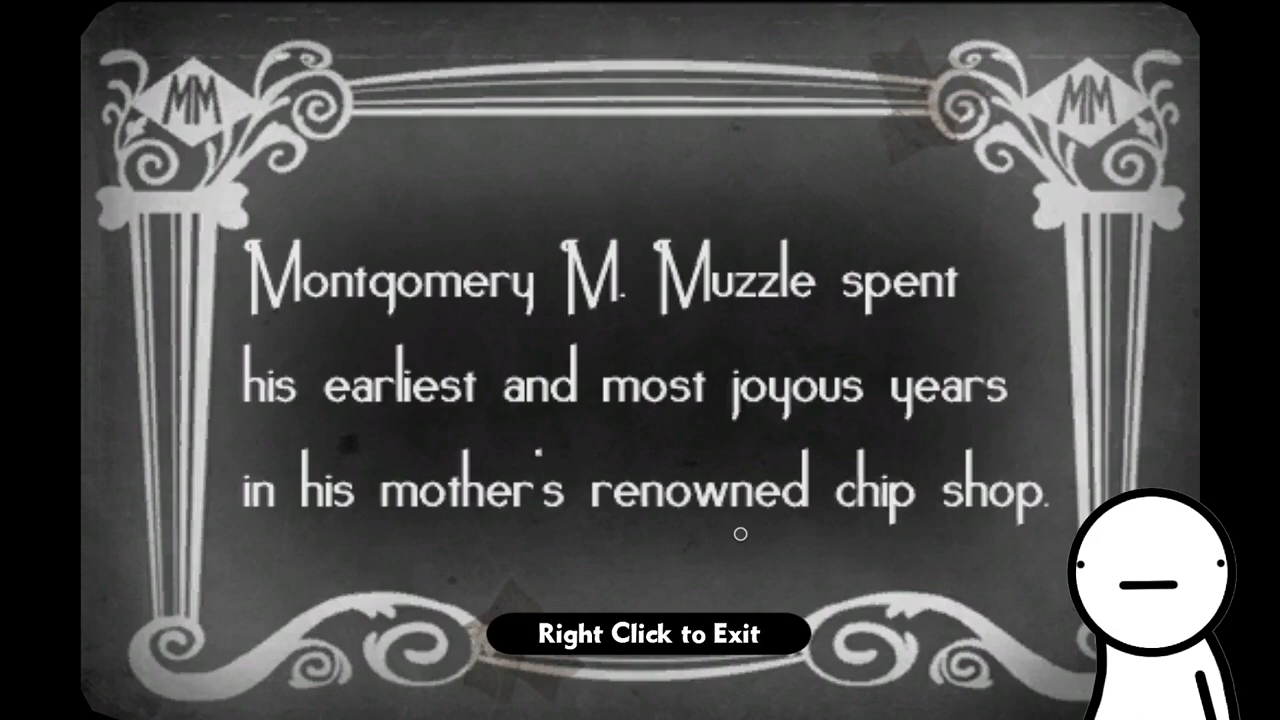 MM MM
Montgomery M. Muzzle spent
his earliest and most joyous years
in his mother's renowned chip shop.
Right Click to Exit